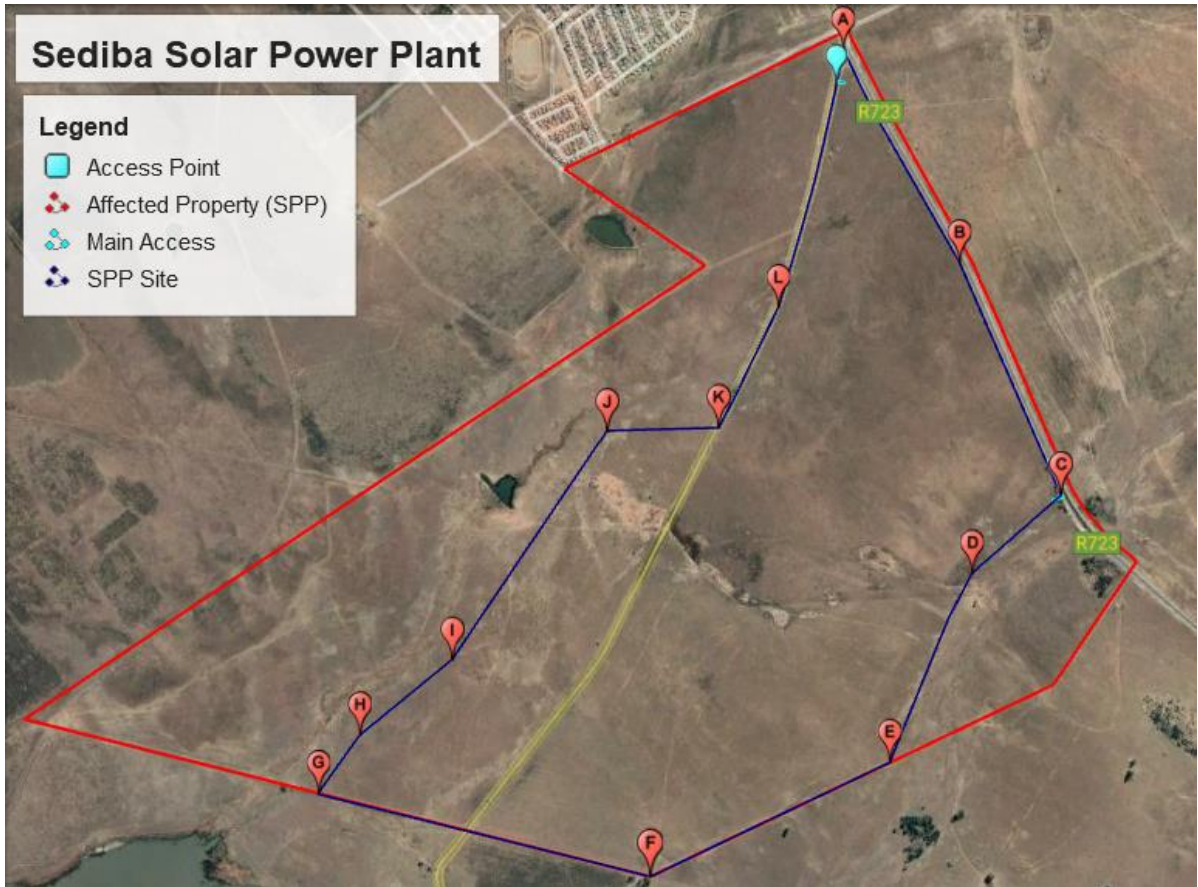 Sediba Solar Power Plant
Legend
Access Point
Affected Property (SPP)
Main Access
SPP Site
A
R723
B
L
J
K
C
R723
D
I
H
E
G
F